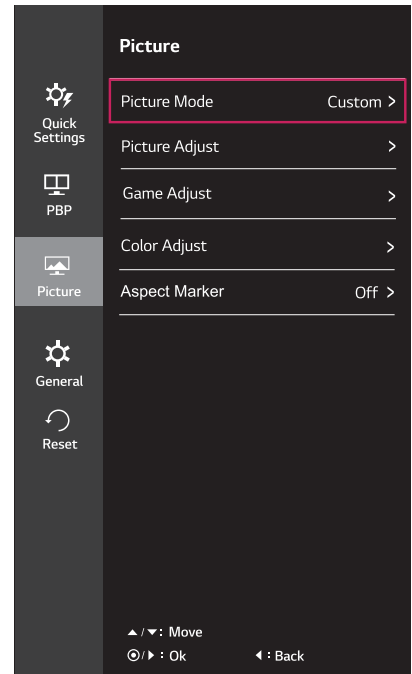 Picture
Quick
Settings
PBP
Picture
General
Reset
Picture Mode Custom >
Picture Adjust >
Game Adjust >
Color Adjust >
Aspect Marker Off >
▲/▼: Move
◉/▶ : Ok ◀ : Back